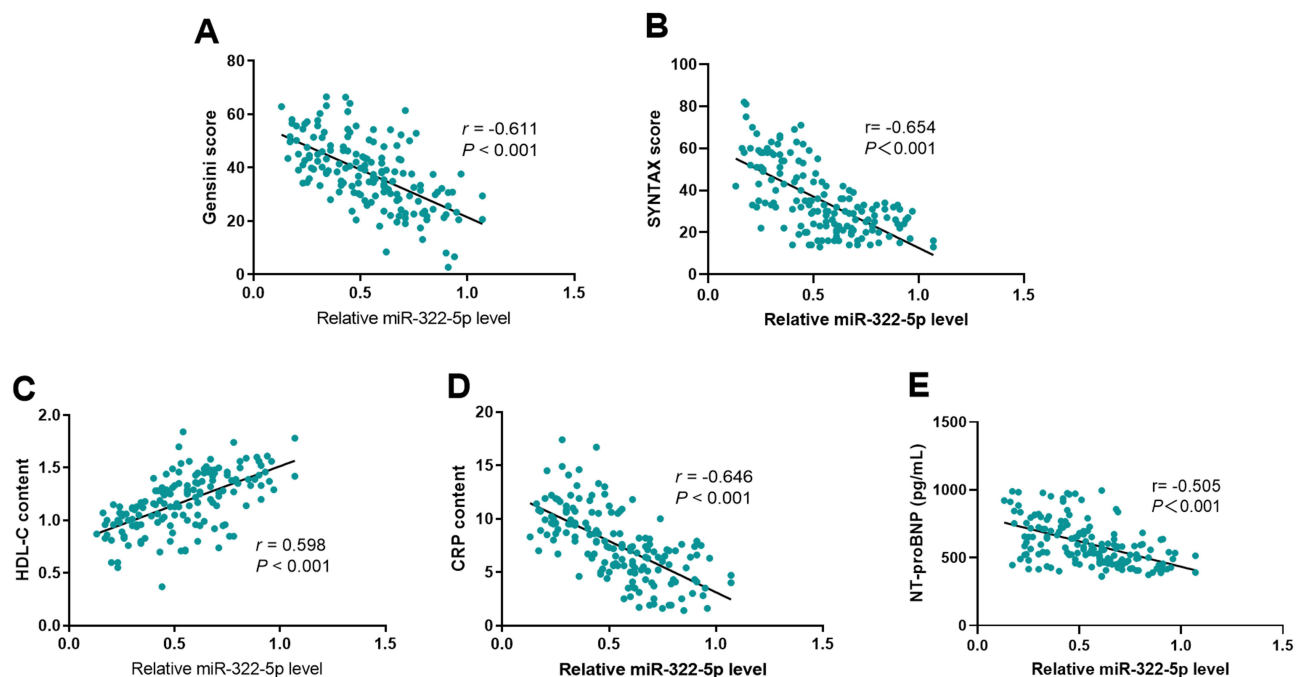 A
Gensini score
80
60
40
20
0
0.0 0.5 1.0 1.5
Relative miR-322-5p level
r = -0.611
P < 0.001
B
SYNTAX score
100
80
60
40
20
0
0.0 0.5 1.0 1.5
Relative miR-322-5p level
r= -0.654
P<0.001
C
HDL-C content
2.0
1.5
1.0
0.5
0.0
0.0 0.5 1.0 1.5
Relative miR-322-5p level
r = 0.598
P < 0.001
D
CRP content
20
15
10
5
0
0.0 0.5 1.0 1.5
Relative miR-322-5p level
r = -0.646
P < 0.001
E
NT-proBNP (pg/mL)
1500
1000
500
0
0.0 0.5 1.0 1.5
Relative miR-322-5p level
r= -0.505
P<0.001